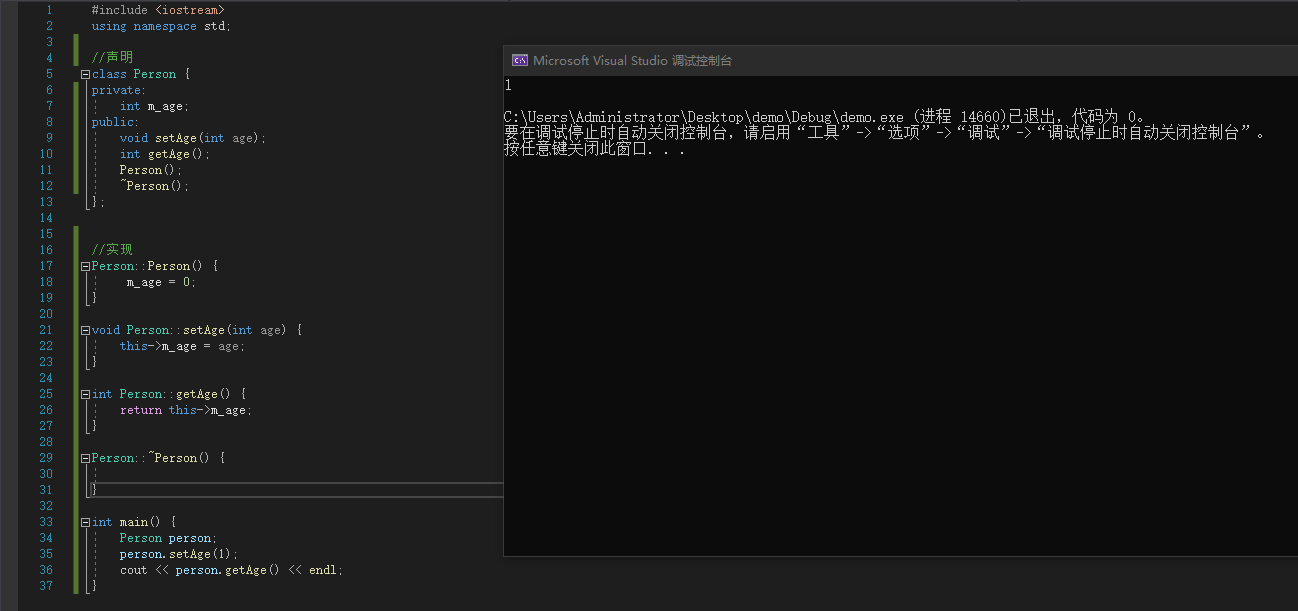 1 #include <iostream>
2 using namespace std;
3
4 //声明
5 class Person {
6 private:
7     int m_age;
8 public:
9     void setAge(int age);
10     int getAge();
11     Person();
12     ~Person();
13 };
14
15
16 //实现
17 Person::Person() {
18      m_age = 0;
19 }
20
21 void Person::setAge(int age) {
22     this->m_age = age;
23 }
24
25 int Person::getAge() {
26     return this->m_age;
27 }
28
29 Person::~Person() {
30
31 }
32
33 int main() {
34     Person person;
35     person.setAge(1);
36     cout << person.getAge() << endl;
37 }
C:\ Microsoft Visual Studio 调试控制台
1
C:\Users\Administrator\Desktop\demo\Debug\demo.exe (进程 14660)已退出，代码为 0。
要在调试停止时自动关闭控制台，请启用“工具”->“选项”->“调试”->“调试停止时自动关闭控制台”。
按任意键关闭此窗口. . .